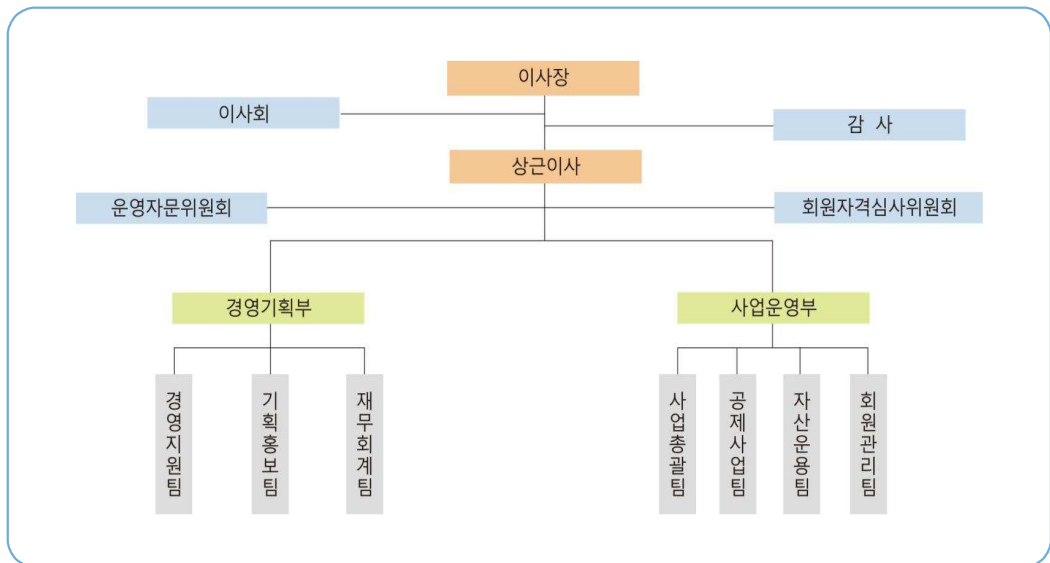 이사장
이사회
감 사
상근이사
운영자문위원회
회원자격심사위원회
경영기획부
사업운영부
경영지원팀
기획홍보팀
재무회계팀
사업총괄팀
공제사업팀
자산운용팀
회원관리팀